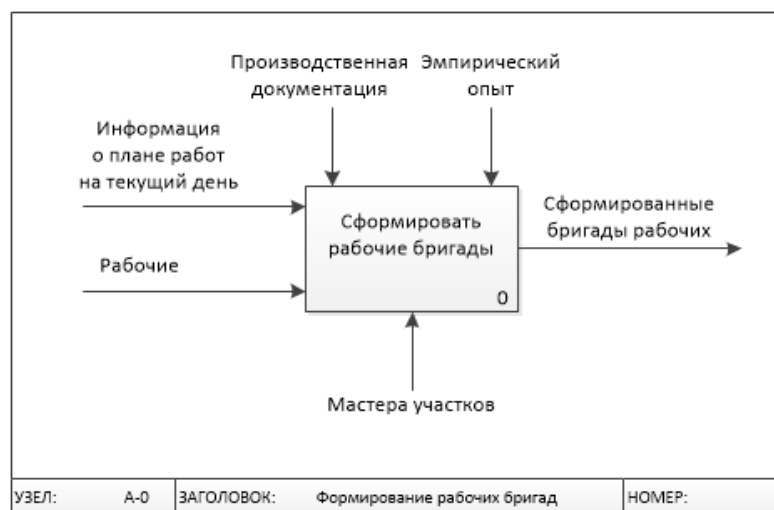 Производственная
документация
Эмпирический
опыт
Информация
о плане работ
на текущий день
Сформировать
рабочие бригады
0
Сформированные
бригады рабочих
Рабочие
Мастера участков
УЗЕЛ: A-0 ЗАГОЛОВОК: Формирование рабочих бригад НОМЕР: